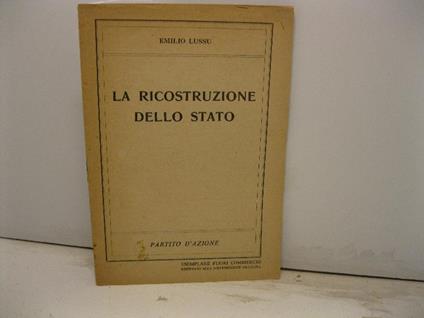 EMILIO LUSSU
LA RICOSTRUZIONE
DELLO STATO
PARTITO D'AZIONE
ESEMPLARE FUORI COMMERCIO